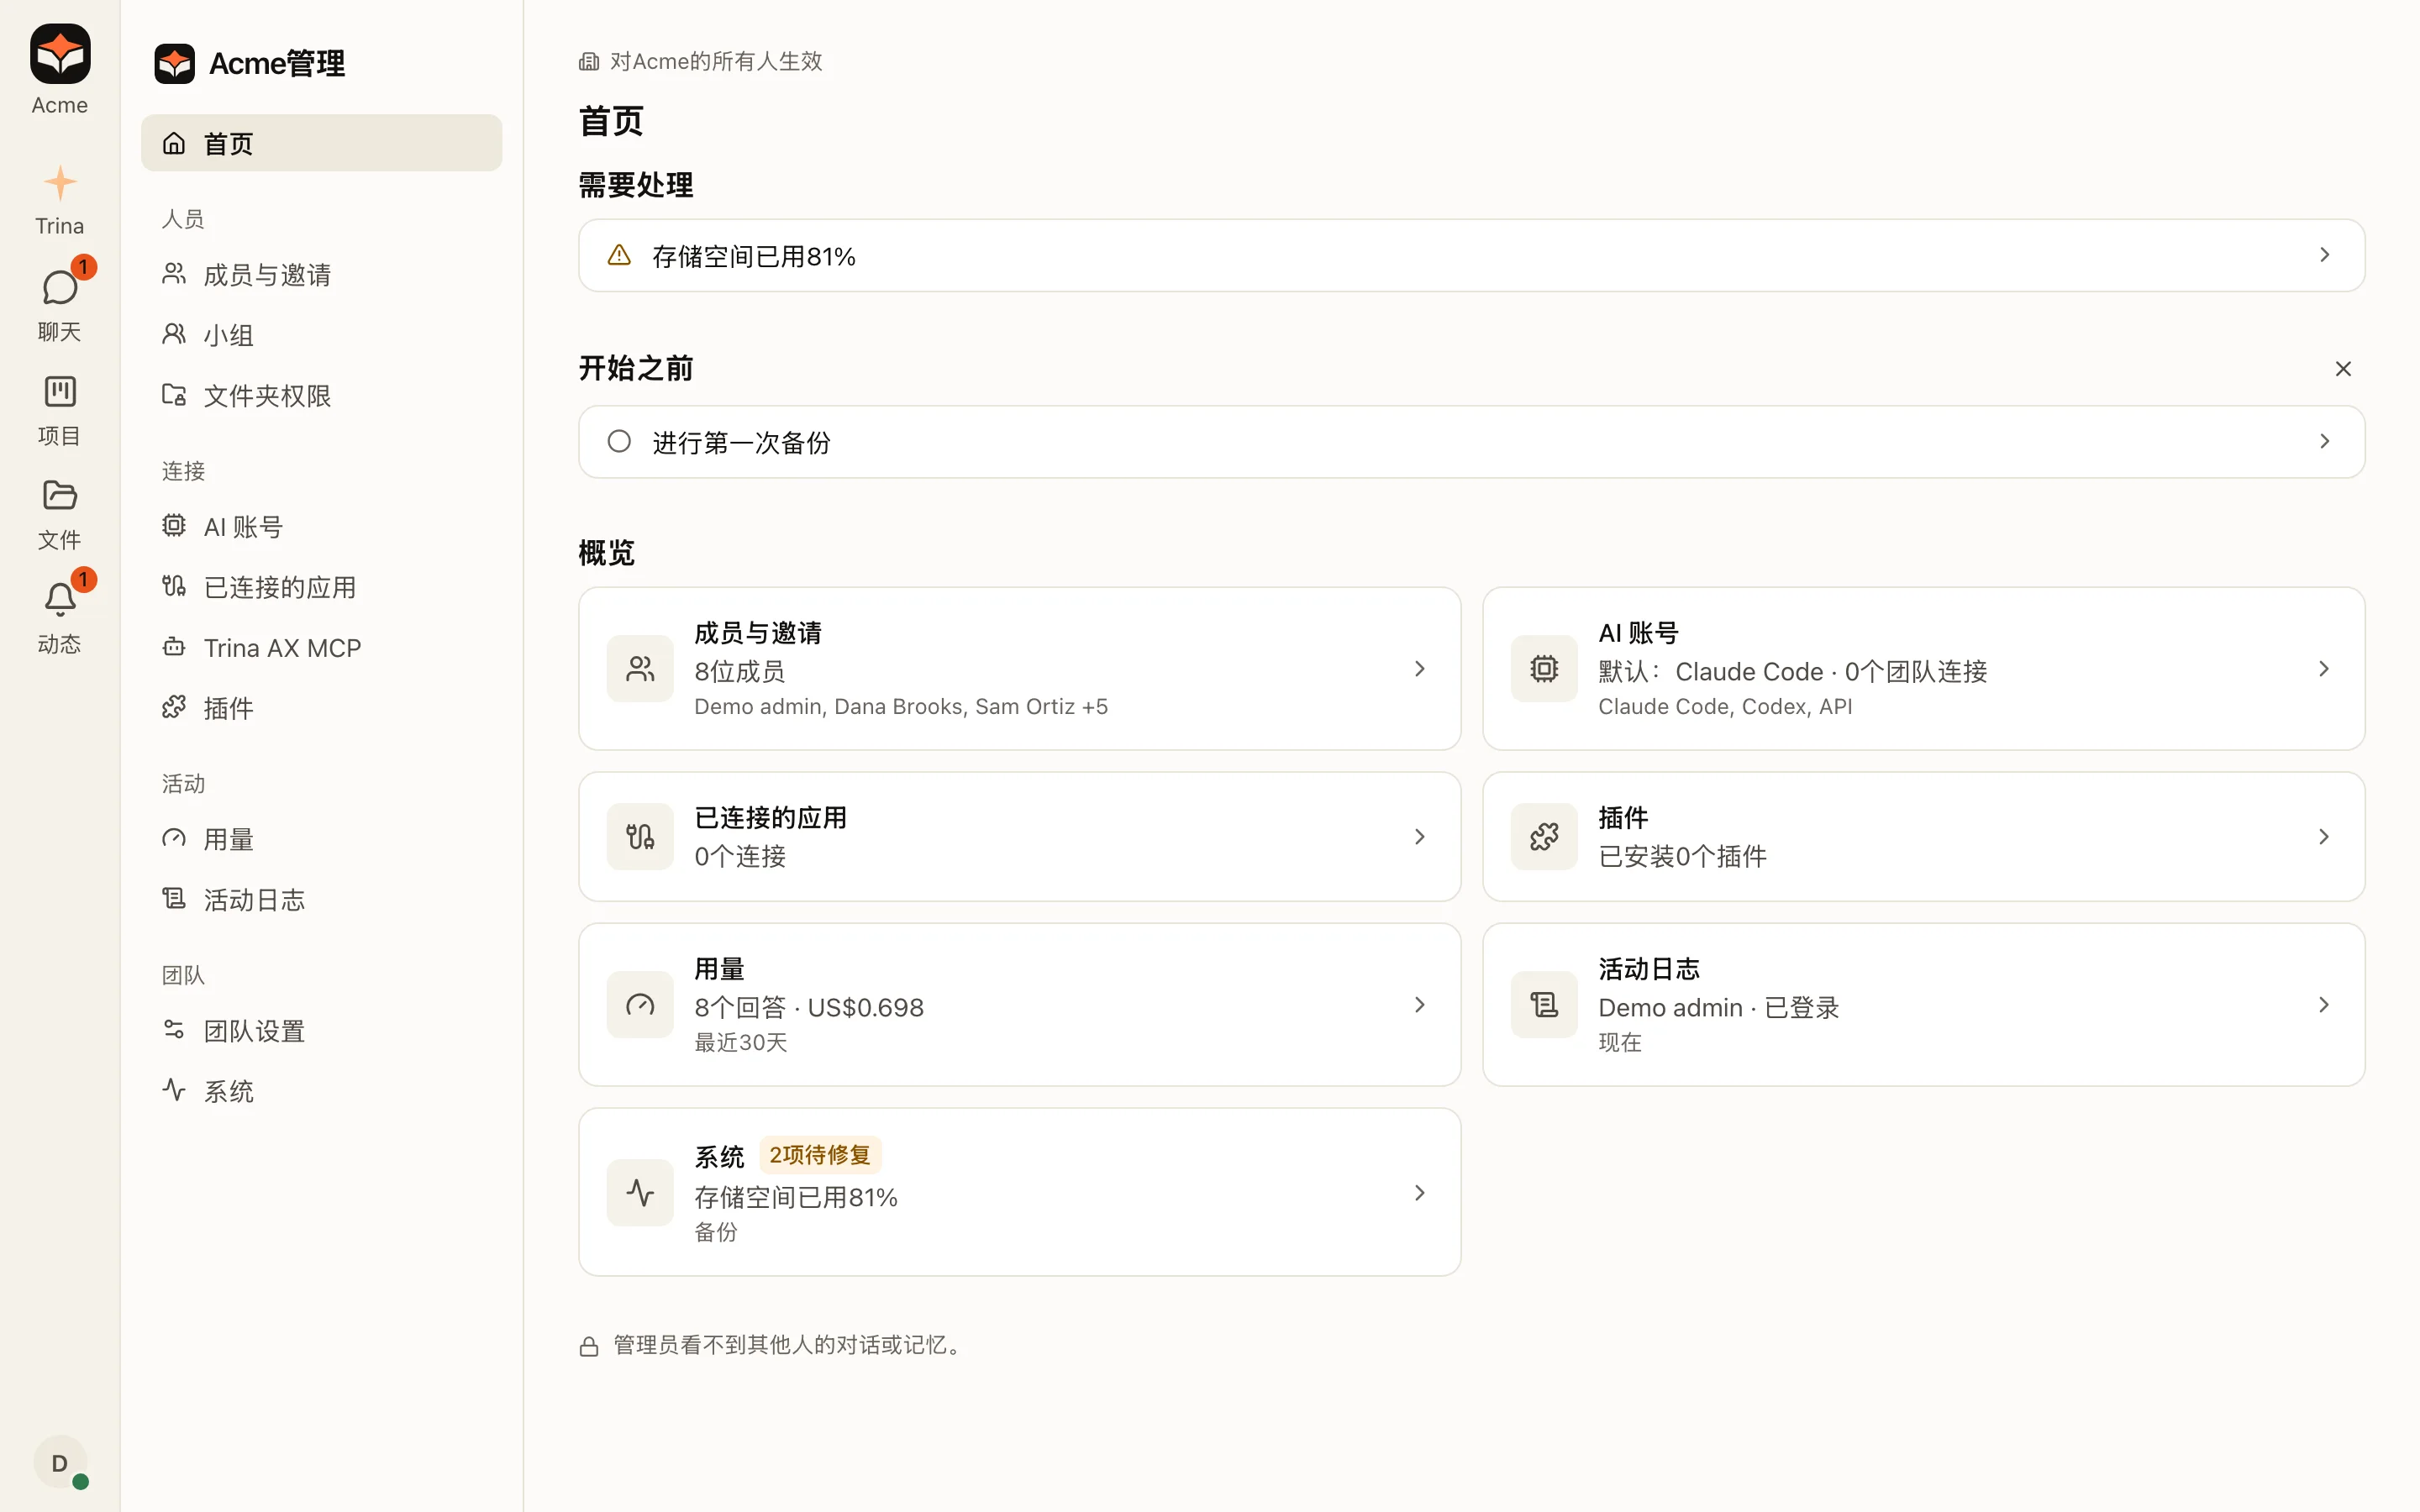 Acme
Trina
1
聊天
项目
文件
1
动态
D
Acme管理
首页
人员
成员与邀请
小组
文件夹权限
连接
AI 账号
已连接的应用
Trina AX MCP
插件
活动
用量
活动日志
团队
团队设置
系统
对Acme的所有人生效
首页
需要处理
存储空间已用81%
开始之前
进行第一次备份
概览
成员与邀请
8位成员
Demo admin, Dana Brooks, Sam Ortiz +5
AI 账号
默认：Claude Code · 0个团队连接
Claude Code, Codex, API
已连接的应用
0个连接
插件
已安装0个插件
用量
8个回答 · US$0.698
最近30天
活动日志
Demo admin · 已登录
现在
系统 2项待修复
存储空间已用81%
备份
管理员看不到其他人的对话或记忆。